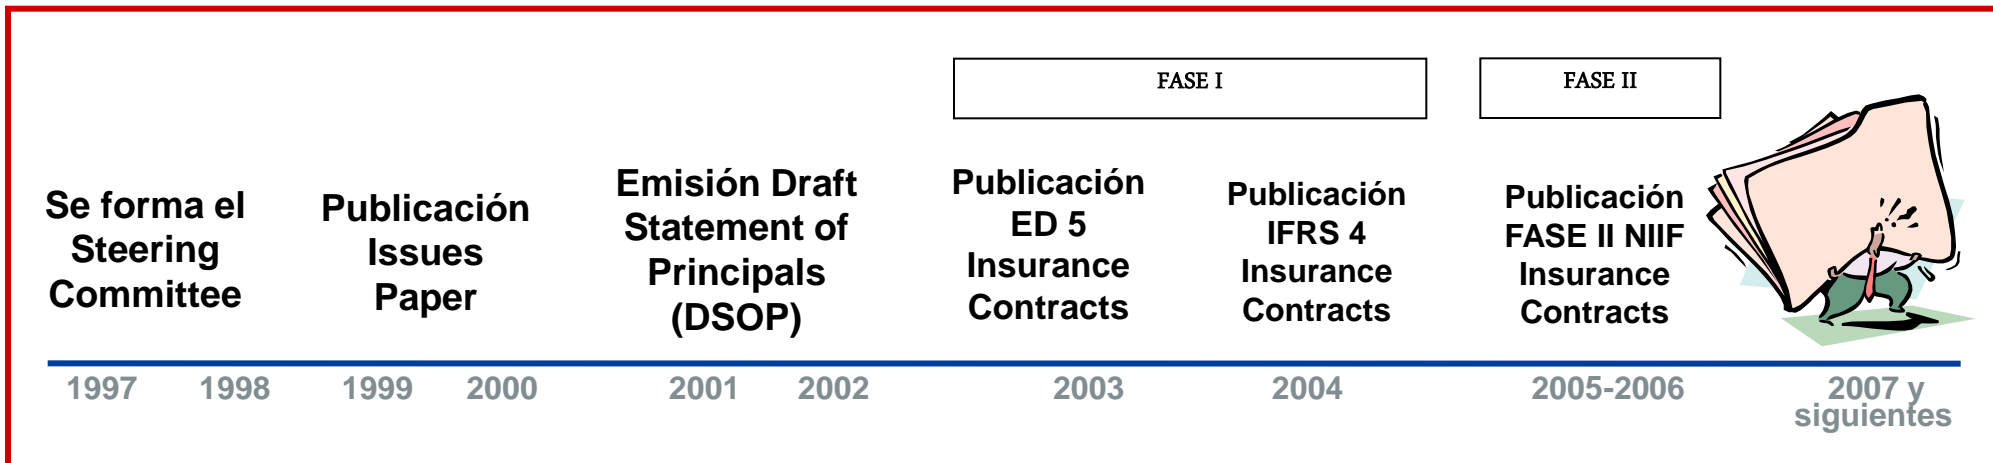 FASE I
FASE II
Se forma el
Steering
Committee
Publicación
Issues
Paper
Emisión Draft
Statement of
Principals
(DSOP)
Publicación
ED 5
Insurance
Contracts
Publicación
IFRS 4
Insurance
Contracts
Publicación
FASE II NIIF
Insurance
Contracts
1997
1998
1999
2000
2001
2002
2003
2004
2005-2006
2007 y
siguientes